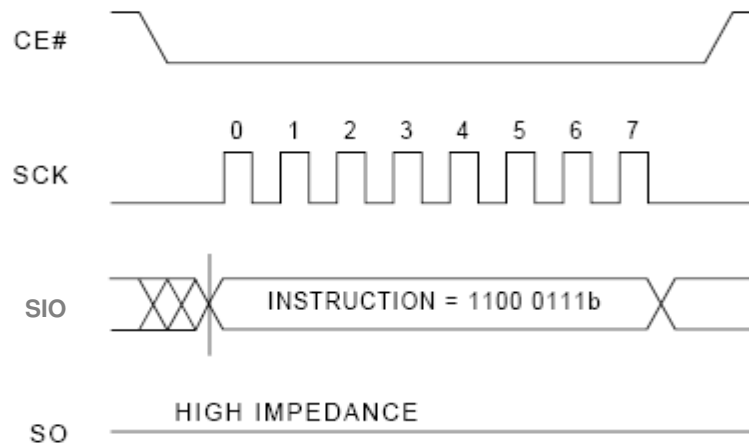 CE#
0 1 2 3 4 5 6 7
SCK
SIO
INSTRUCTION = 1100 0111b
HIGH IMPEDANCE
SO